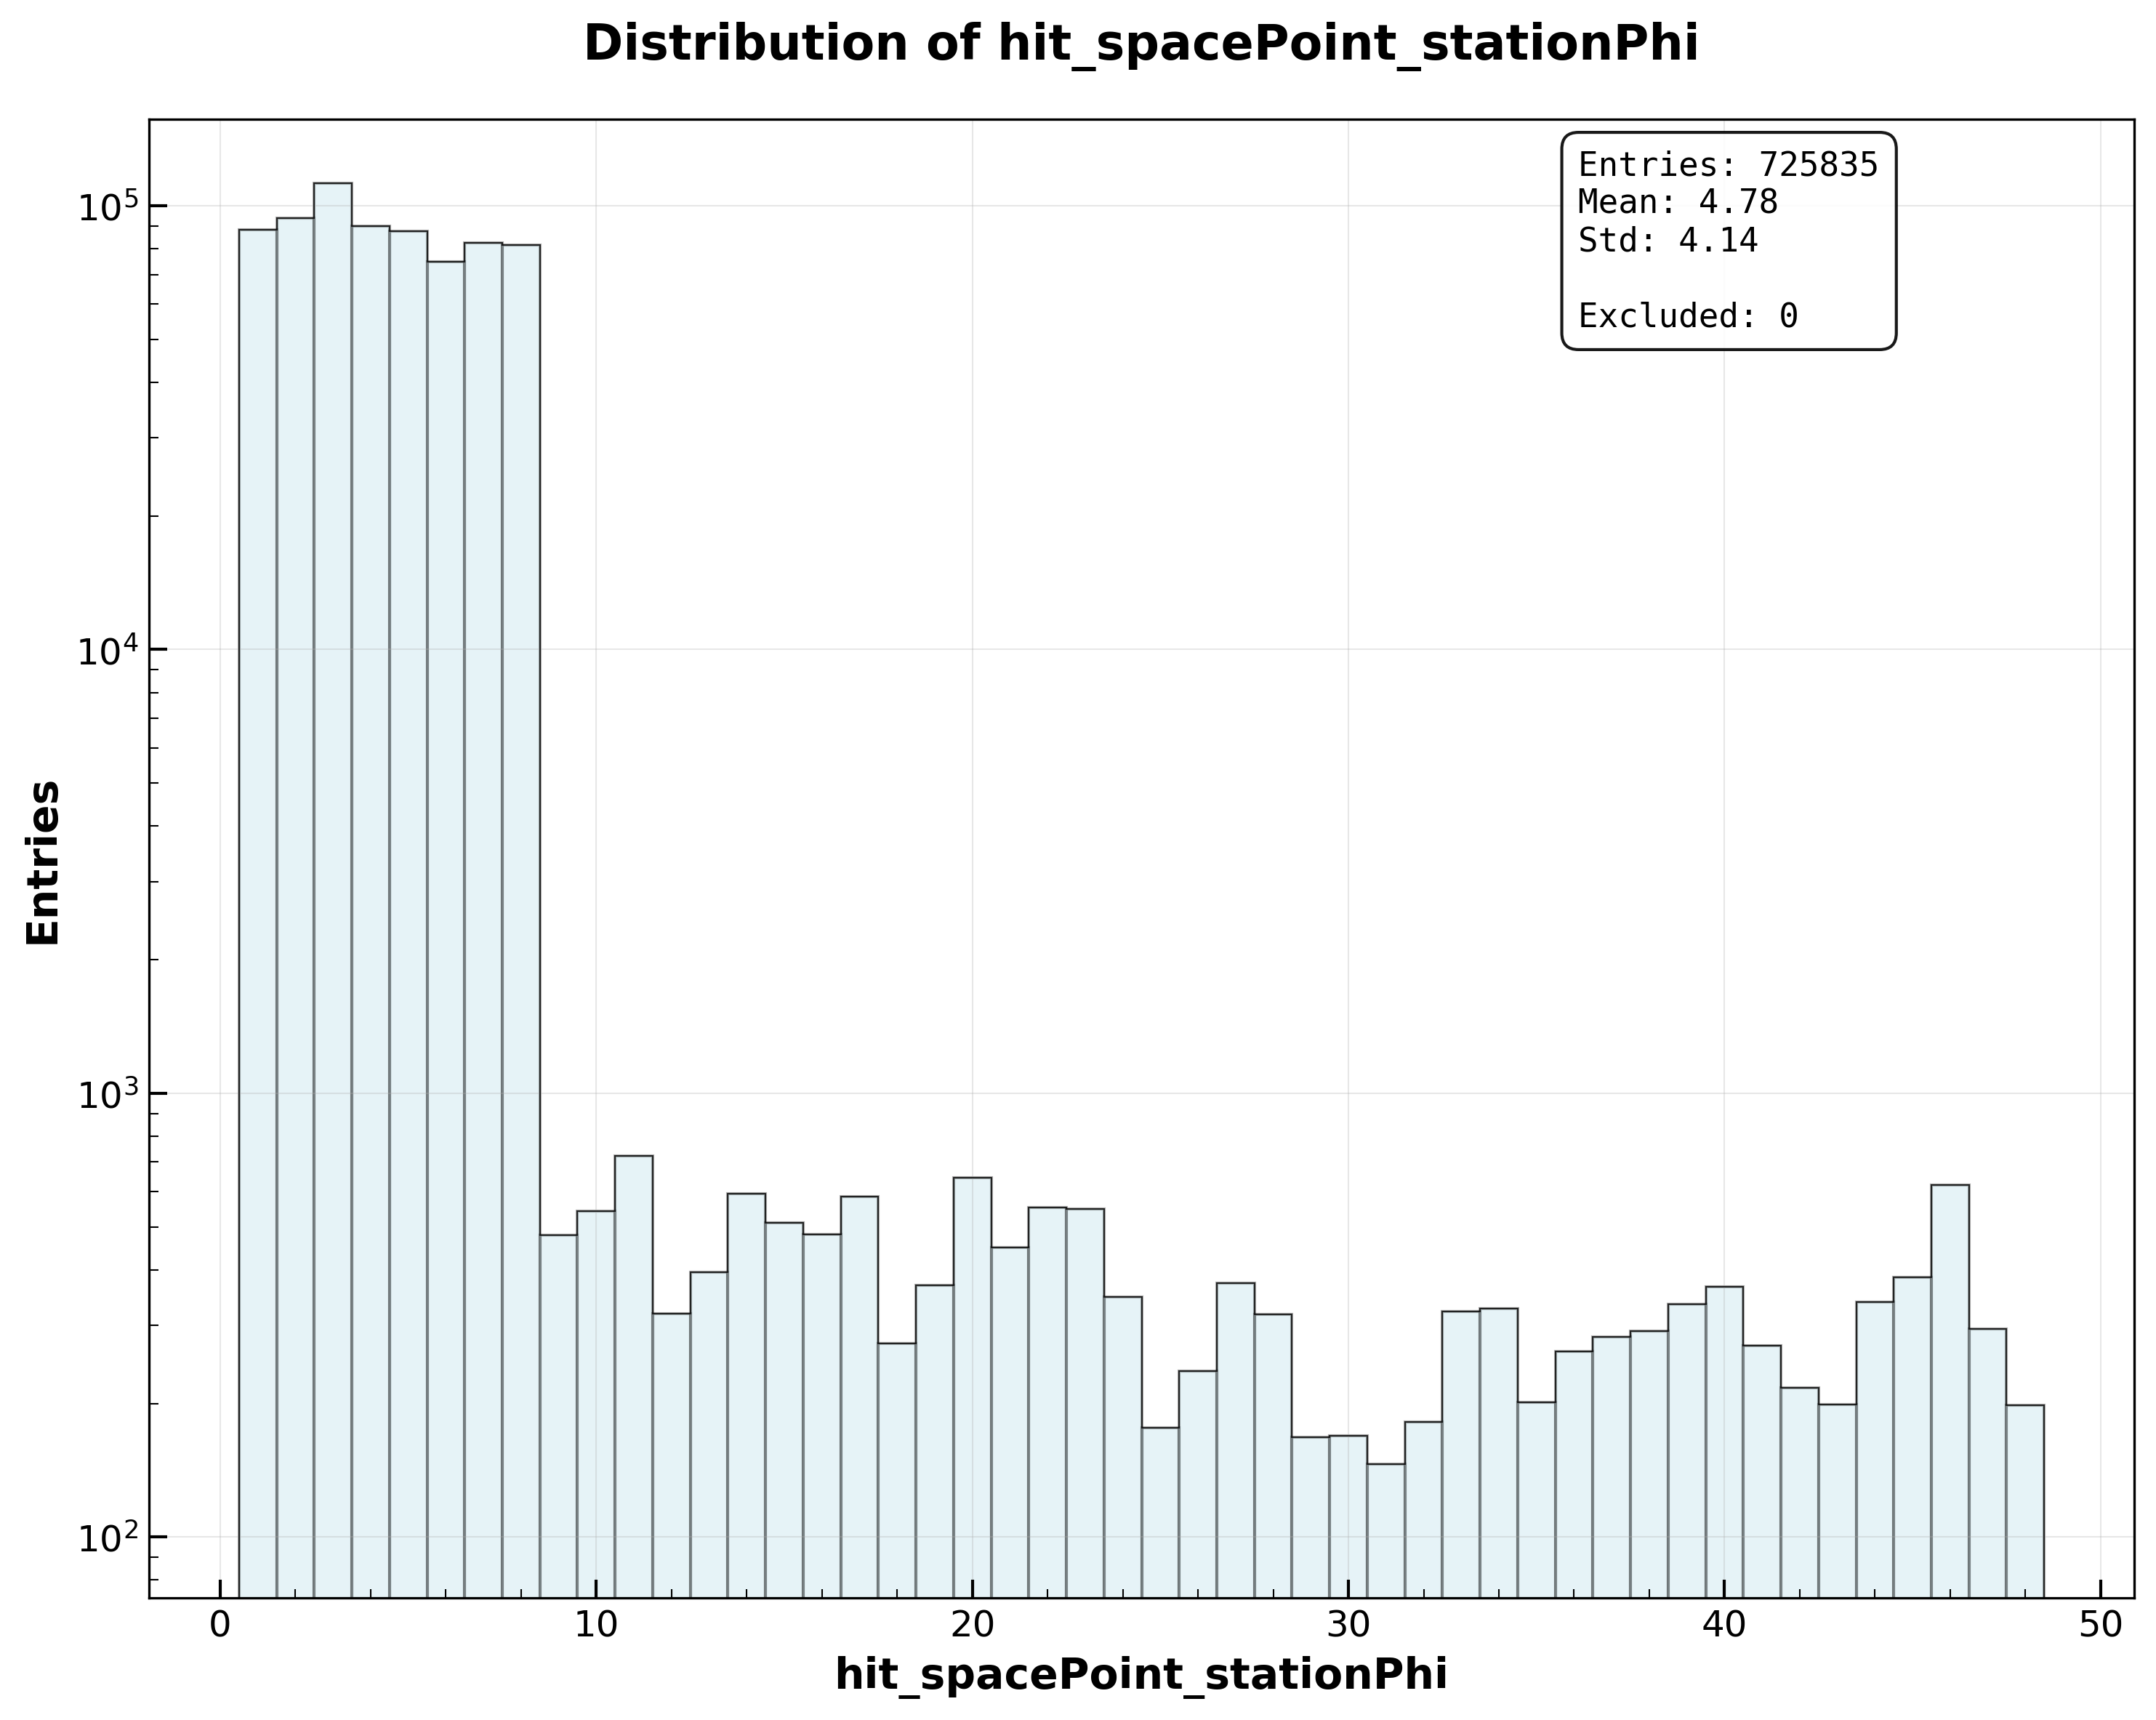 Distribution of hit_spacePoint_stationPhi
Entries: 725835
Mean: 4.78
Std: 4.14
Excluded: 0
10^5
10^4
10^3
10^2
Entries
0 10 20 30 40 50
hit_spacePoint_stationPhi